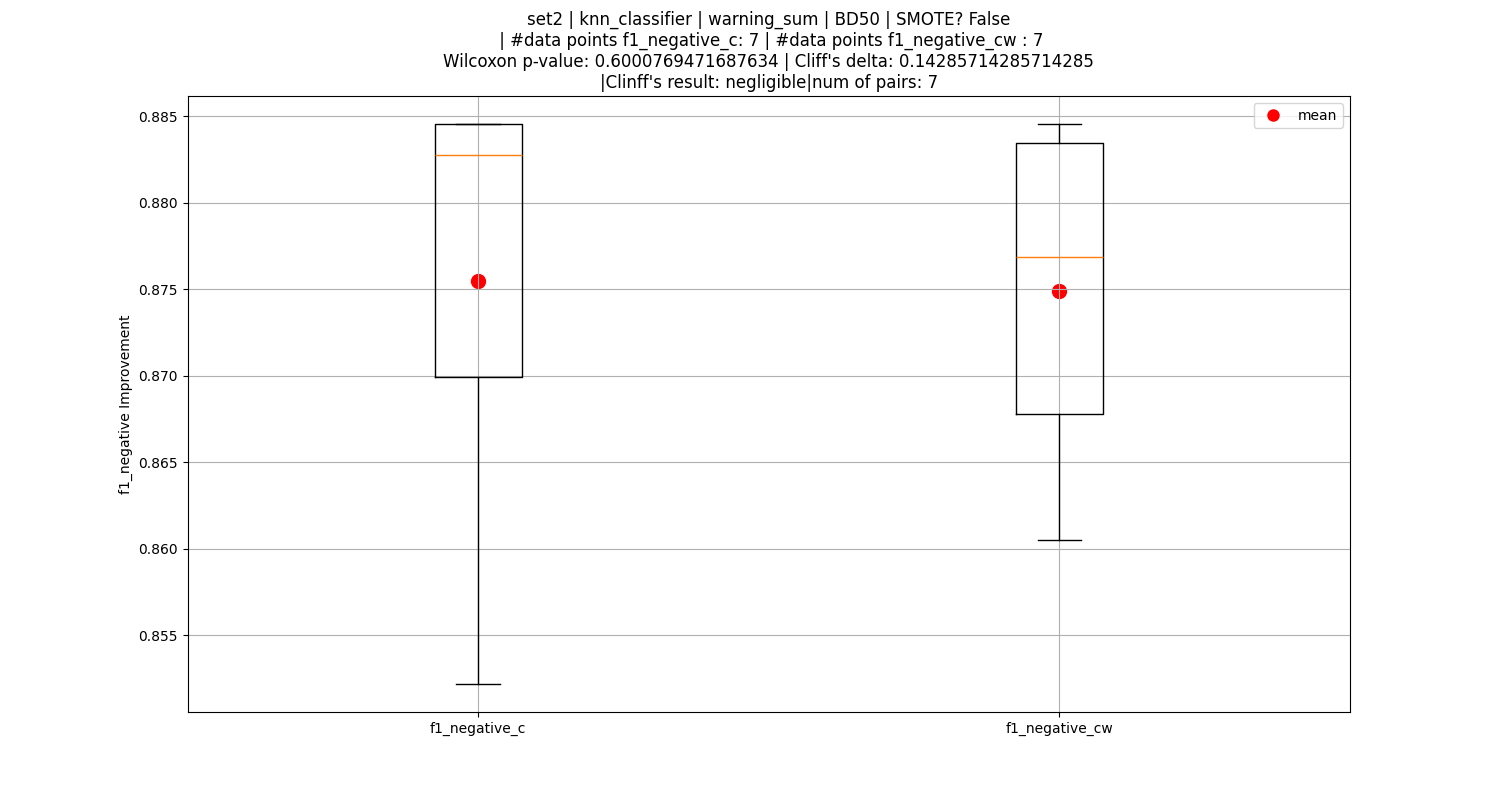 set2 | knn_classifier | warning_sum | BD50 | SMOTE? False
| #data points f1_negative_c: 7 | #data points f1_negative_cw : 7
Wilcoxon p-value: 0.6000769471687634 | Cliff's delta: 0.14285714285714285
|Clinff's result: negligible|num of pairs: 7
mean
0.885
0.880
0.875
0.870
0.865
0.860
0.855
f1_negative Improvement
f1_negative_c
f1_negative_cw